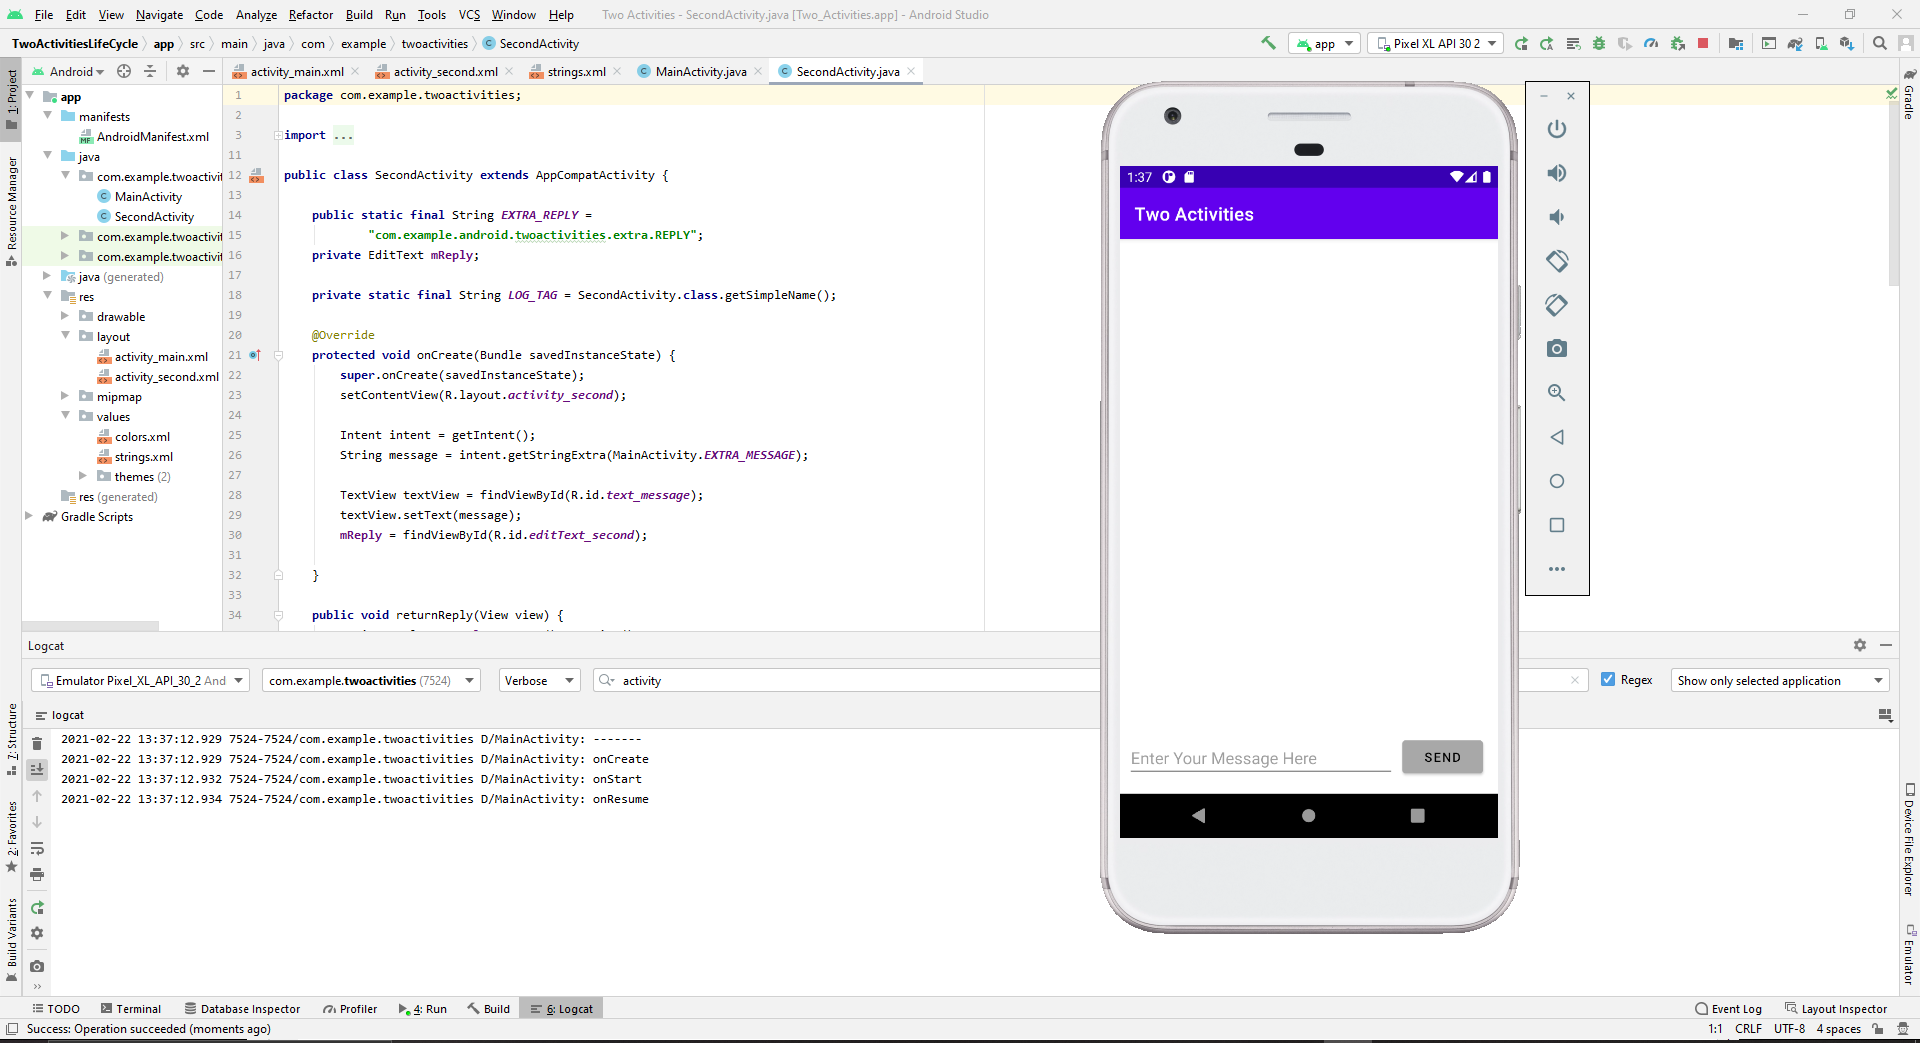 File Edit View Navigate Code Analyze Refactor Build Run Tools VCS Window Help Two Activities - SecondActivity.java [Two_Activities.app] - Android Studio
TwoActivitiesLifeCycle app src main java com example twoactivities SecondActivity app Pixel XL API 30 2
Android activity_main.xml activity_second.xml strings.xml MainActivity.java SecondActivity.java
1: Project
Resource Manager
7: Structure
2: Favorites
Build Variants
app
manifests
AndroidManifest.xml
java
com.example.twoactivit
MainActivity
SecondActivity
com.example.twoactivit
com.example.twoactivit
java (generated)
res
drawable
layout
activity_main.xml
activity_second.xml
mipmap
values
colors.xml
strings.xml
themes (2)
res (generated)
Gradle Scripts
1 package com.example.twoactivities;
2
3 import ...
11
12 public class SecondActivity extends AppCompatActivity {
13
14 public static final String EXTRA_REPLY =
15 "com.example.android.twoactivities.extra.REPLY";
16 private EditText mReply;
17
18 private static final String LOG_TAG = SecondActivity.class.getSimpleName();
19
20 @Override
21 protected void onCreate(Bundle savedInstanceState) {
22 super.onCreate(savedInstanceState);
23 setContentView(R.layout.activity_second);
24
25 Intent intent = getIntent();
26 String message = intent.getStringExtra(MainActivity.EXTRA_MESSAGE);
27
28 TextView textView = findViewById(R.id.text_message);
29 textView.setText(message);
30 mReply = findViewById(R.id.editText_second);
31
32 }
33
34 public void returnReply(View view) {
1:37
Two Activities
Enter Your Message Here SEND
Gradle
Device File Explorer
Emulator
Logcat
Emulator Pixel_XL_API_30_2 And com.example.twoactivities (7524) Verbose activity Regex Show only selected application
logcat
2021-02-22 13:37:12.929 7524-7524/com.example.twoactivities D/MainActivity: -------
2021-02-22 13:37:12.929 7524-7524/com.example.twoactivities D/MainActivity: onCreate
2021-02-22 13:37:12.932 7524-7524/com.example.twoactivities D/MainActivity: onStart
2021-02-22 13:37:12.934 7524-7524/com.example.twoactivities D/MainActivity: onResume
TODO Terminal Database Inspector Profiler 4: Run Build 6: Logcat Event Log Layout Inspector
Success: Operation succeeded (moments ago) 1:1 CRLF UTF-8 4 spaces